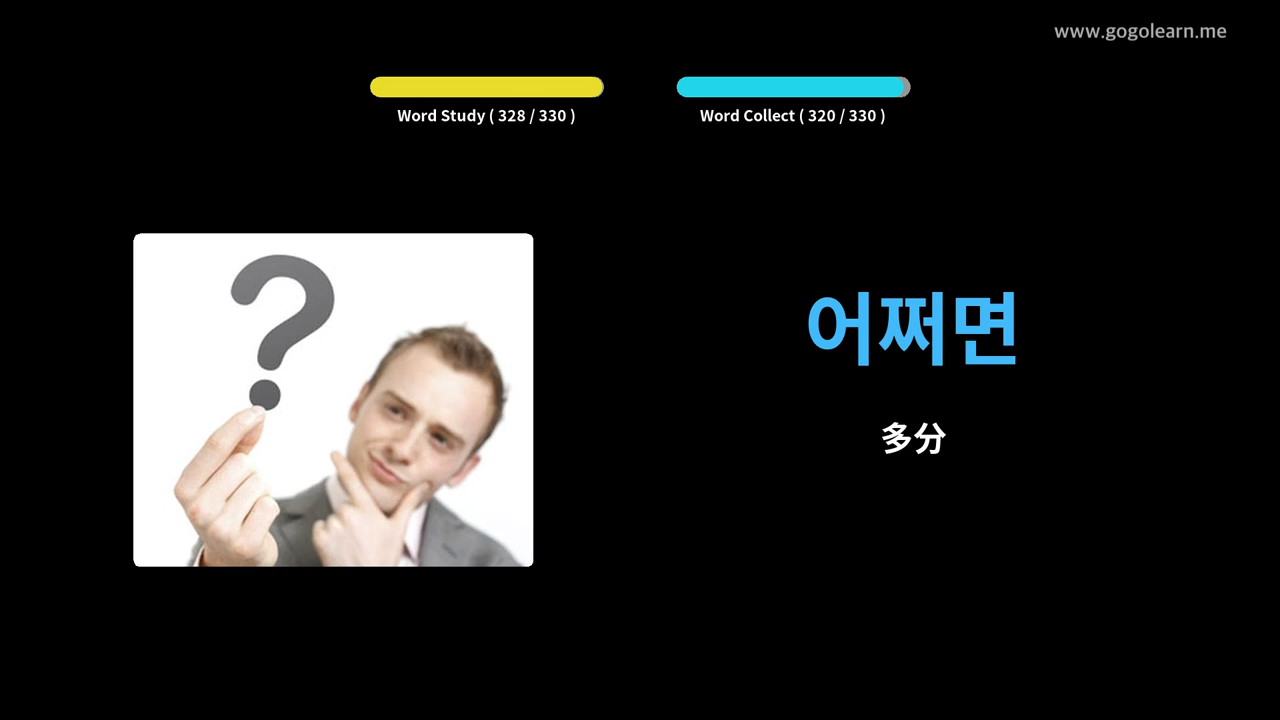 www.gogolearn.me
Word Study ( 328 / 330 )
Word Collect ( 320 / 330 )
?
어쩌면
多分